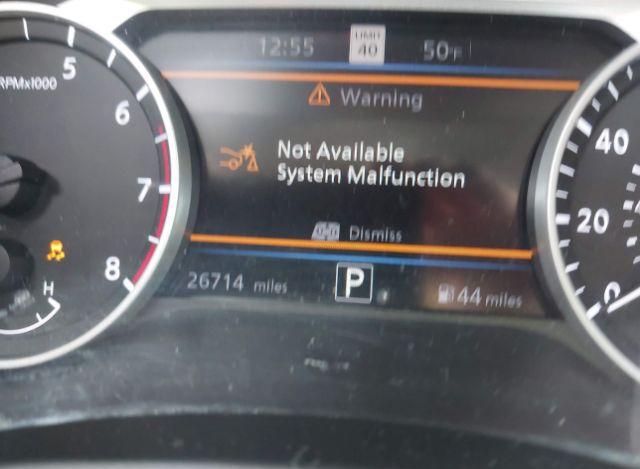 12:55 LIMIT 40 50°F
RPMx1000
5
6
7
8
H
Warning
Not Available
System Malfunction
Dismiss
26714 miles P 44 miles
40
20
0